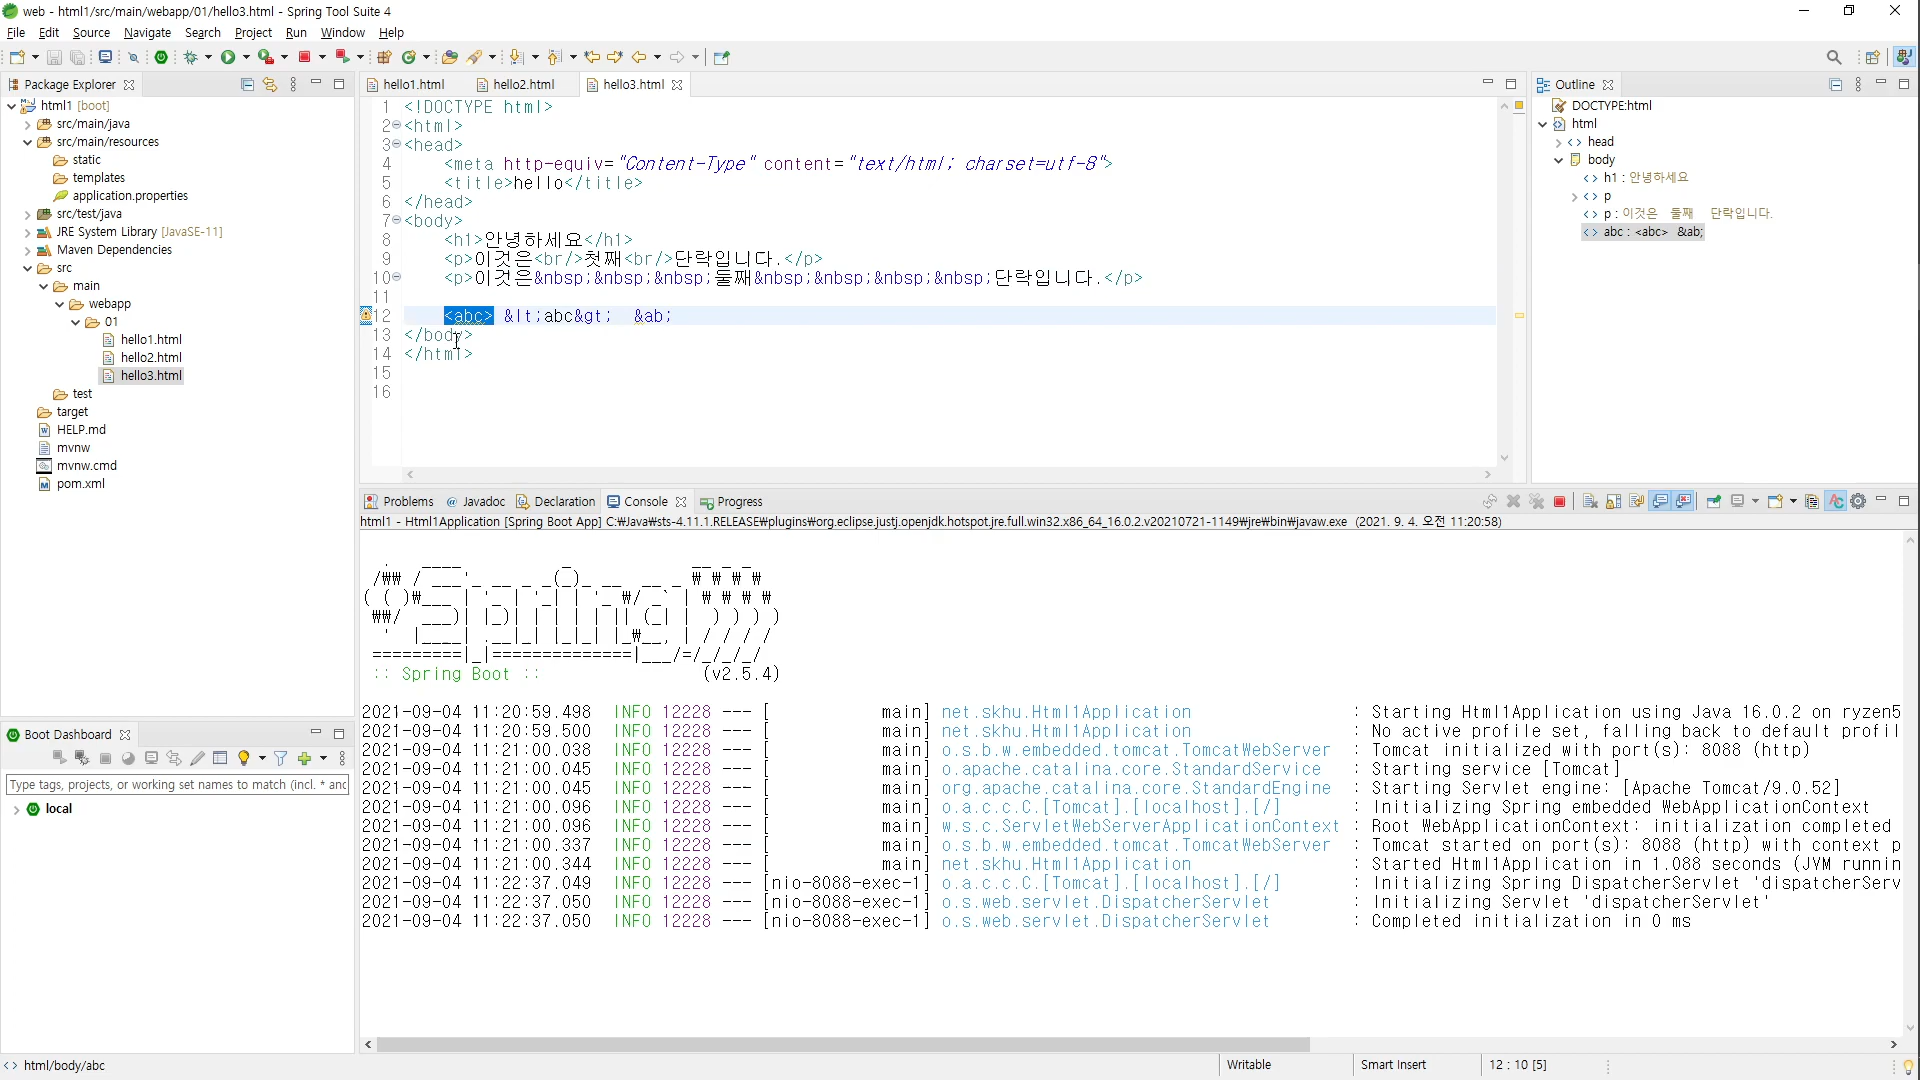 web - html1/src/main/webapp/01/hello3.html - Spring Tool Suite 4
File Edit Source Navigate Search Project Run Window Help
Package Explorer
html1 [boot]
src/main/java
src/main/resources
static
templates
application.properties
src/test/java
JRE System Library [JavaSE-11]
Maven Dependencies
src
main
webapp
01
hello1.html
hello2.html
hello3.html
test
target
HELP.md
mvnw
mvnw.cmd
pom.xml
hello1.html hello2.html hello3.html
1 <!DOCTYPE html>
2 <html>
3 <head>
4 <meta http-equiv="Content-Type" content="text/html; charset=utf-8">
5 <title>hello</title>
6 </head>
7 <body>
8 <h1>안녕하세요</h1>
9 <p>이것은<br/>첫째<br/>단락입니다.</p>
10 <p>이것은&nbsp;&nbsp;&nbsp;둘째&nbsp;&nbsp;&nbsp;&nbsp;단락입니다.</p>
11
12 <abc> &lt;abc&gt;  &ab;
13 </body>
14 </html>
15
16
Outline
DOCTYPE:html
html
head
body
h1 : 안녕하세요
p
p : 이것은 둘째 단락입니다.
abc : <abc> &ab;
Problems Javadoc Declaration Console Progress
html1 - Html1Application [Spring Boot App] C:₩Java₩sts-4.11.1.RELEASE₩plugins₩org.eclipse.justj.openjdk.hotspot.jre.full.win32.x86_64_16.0.2.v20210721-1149₩jre₩bin₩javaw.exe (2021. 9. 4. 오전 11:20:58)
:: Spring Boot :: (v2.5.4)
2021-09-04 11:20:59.498 INFO 12228 --- [ main] net.skhu.Html1Application : Starting Html1Application using Java 16.0.2 on ryzen5
2021-09-04 11:20:59.500 INFO 12228 --- [ main] net.skhu.Html1Application : No active profile set, falling back to default profil
2021-09-04 11:21:00.038 INFO 12228 --- [ main] o.s.b.w.embedded.tomcat.TomcatWebServer : Tomcat initialized with port(s): 8088 (http)
2021-09-04 11:21:00.045 INFO 12228 --- [ main] o.apache.catalina.core.StandardService : Starting service [Tomcat]
2021-09-04 11:21:00.045 INFO 12228 --- [ main] org.apache.catalina.core.StandardEngine : Starting Servlet engine: [Apache Tomcat/9.0.52]
2021-09-04 11:21:00.096 INFO 12228 --- [ main] o.a.c.c.C.[Tomcat].[localhost].[/] : Initializing Spring embedded WebApplicationContext
2021-09-04 11:21:00.096 INFO 12228 --- [ main] w.s.c.ServletWebServerApplicationContext : Root WebApplicationContext: initialization completed
2021-09-04 11:21:00.337 INFO 12228 --- [ main] o.s.b.w.embedded.tomcat.TomcatWebServer : Tomcat started on port(s): 8088 (http) with context p
2021-09-04 11:21:00.344 INFO 12228 --- [ main] net.skhu.Html1Application : Started Html1Application in 1.088 seconds (JVM runnin
2021-09-04 11:22:37.049 INFO 12228 --- [nio-8088-exec-1] o.a.c.c.C.[Tomcat].[localhost].[/] : Initializing Spring DispatcherServlet 'dispatcherServ
2021-09-04 11:22:37.050 INFO 12228 --- [nio-8088-exec-1] o.s.web.servlet.DispatcherServlet : Initializing Servlet 'dispatcherServlet'
2021-09-04 11:22:37.050 INFO 12228 --- [nio-8088-exec-1] o.s.web.servlet.DispatcherServlet : Completed initialization in 0 ms
Boot Dashboard
Type tags, projects, or working set names to match (incl. * and
local
html/body/abc
Writable
Smart Insert
12 : 10 [5]